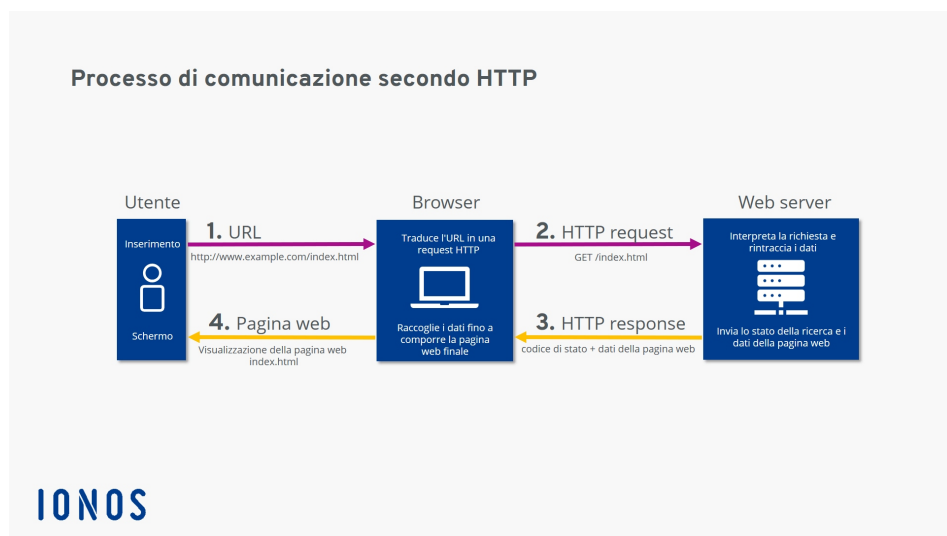 Processo di comunicazione secondo HTTP
Utente
Browser
Web server
Inserimento
Schermo
1. URL
http://www.example.com/index.html
Traduce l'URL in una
request HTTP
2. HTTP request
GET /index.html
Interpreta la richiesta e
rintraccia i dati
Invia lo stato della ricerca e i
dati della pagina web
3. HTTP response
codice di stato + dati della pagina web
Raccoglie i dati fino a
comporre la pagina
web finale
4. Pagina web
Visualizzazione della pagina web
index.html
IONOS